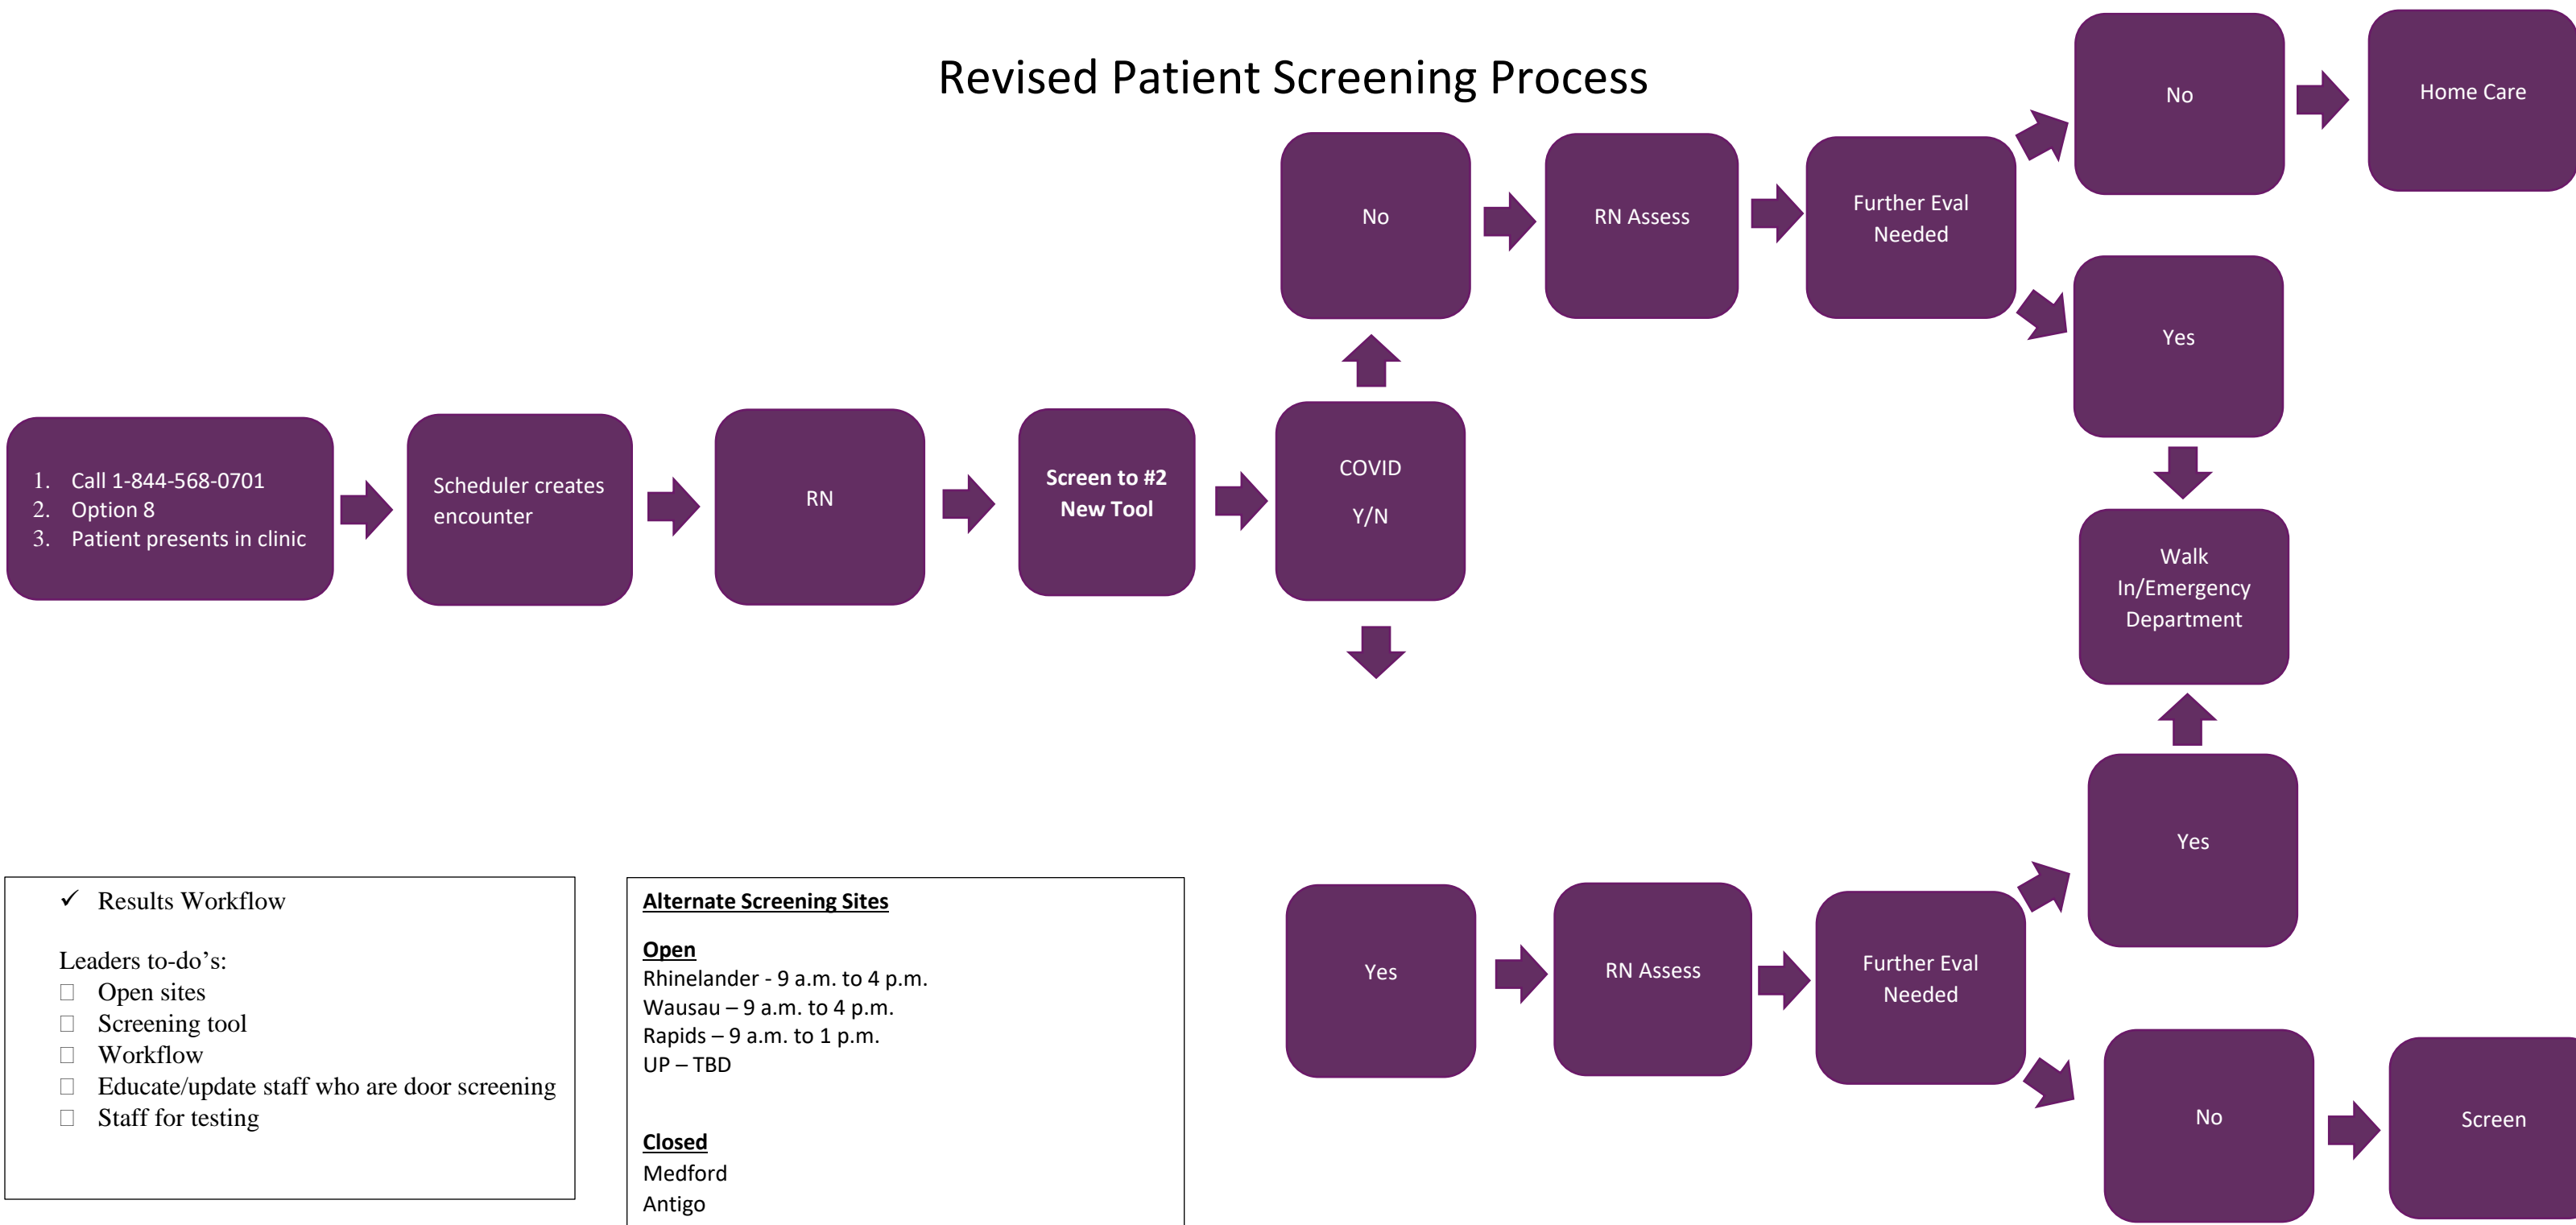 Revised Patient Screening Process
No
Home Care
No
RN Assess
Further Eval
Needed
Yes
1. Call 1-844-568-0701
2. Option 8
3. Patient presents in clinic
Scheduler creates
encounter
RN
Screen to #2
New Tool
COVID
Y/N
Walk
In/Emergency
Department
Yes
Yes
RN Assess
Further Eval
Needed
No
Screen
✓ Results Workflow
Leaders to-do’s:
☐ Open sites
☐ Screening tool
☐ Workflow
☐ Educate/update staff who are door screening
☐ Staff for testing
Alternate Screening Sites
Open
Rhinelander - 9 a.m. to 4 p.m.
Wausau – 9 a.m. to 4 p.m.
Rapids – 9 a.m. to 1 p.m.
UP – TBD
Closed
Medford
Antigo